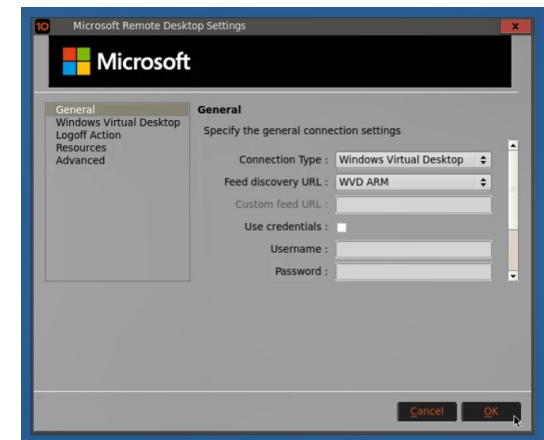 10 Microsoft Remote Desktop Settings x
Microsoft
General
Windows Virtual Desktop
Logoff Action
Resources
Advanced
General
Specify the general connection settings
Connection Type : Windows Virtual Desktop
Feed discovery URL : WVD ARM
Custom feed URL :
Use credentials :
Username :
Password :
Cancel OK